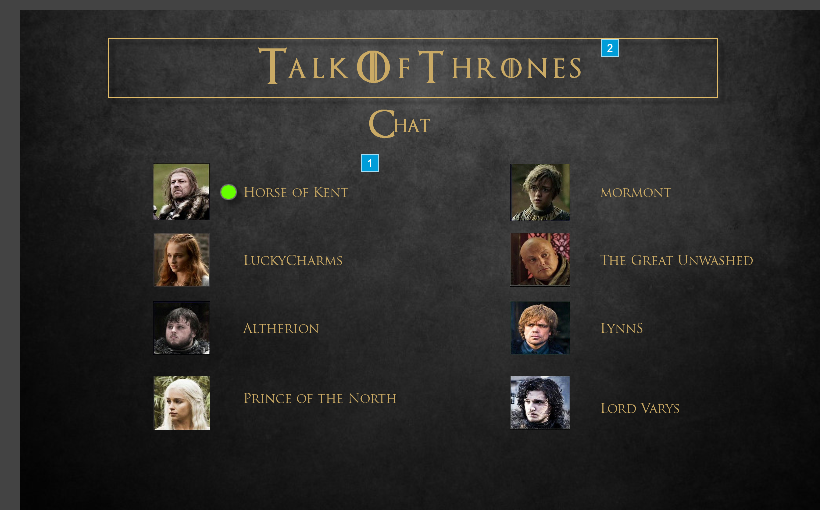 Talk Of Thrones
2
Chat
1
Horse of Kent
mormont
LuckyCharms
The Great Unwashed
Altherion
LynnS
Prince of the North
Lord Varys